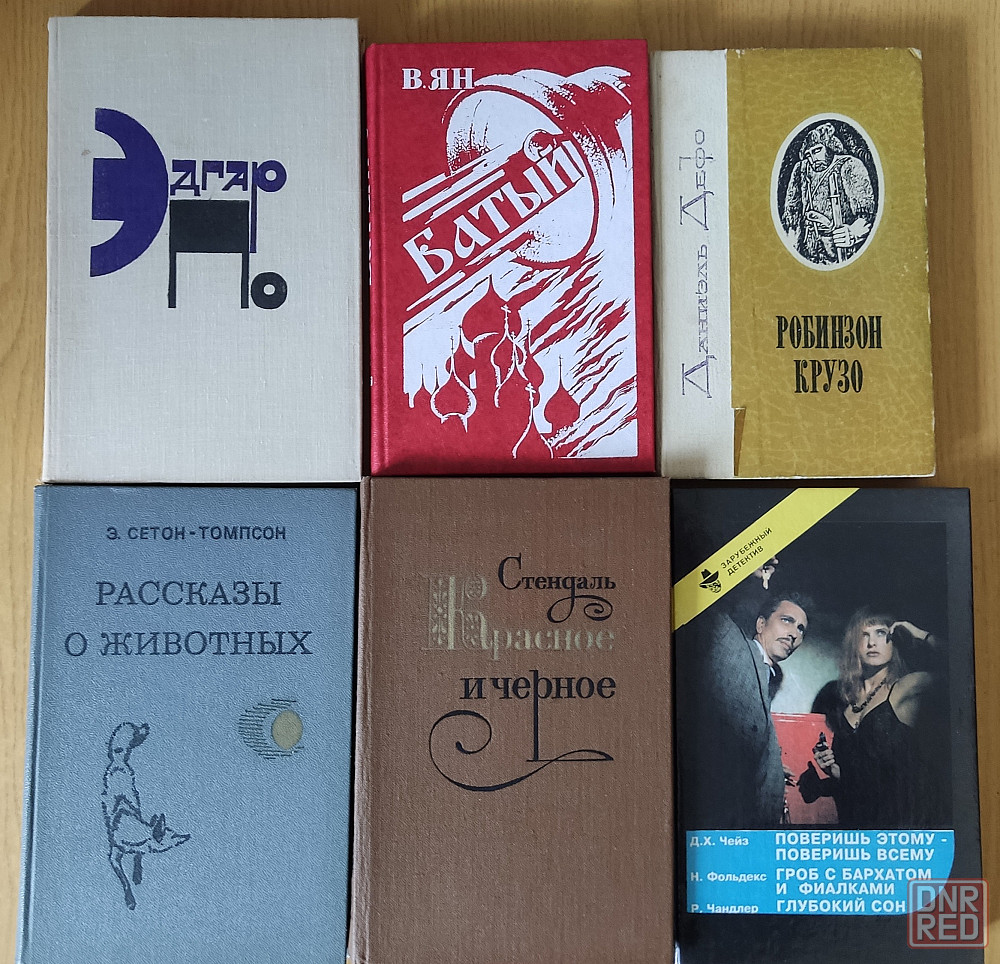 Эдгар
По
В. ЯН
БАТЫЙ
Даниэль Дефо
РОБИНЗОН
КРУЗО
Э. СЕТОН-ТОМПСОН
РАССКАЗЫ
О ЖИВОТНЫХ
Стендаль
Красное
и черное
ЗАРУБЕЖНЫЙ
ДЕТЕКТИВ
Д.Х. Чейз ПОВЕРИШЬ ЭТОМУ -
ПОВЕРИШЬ ВСЕМУ
Н. Фольдекс ГРОБ С БАРХАТОМ
И ФИАЛКАМИ
Р. Чандлер ГЛУБОКИЙ СОН
DNR
RED